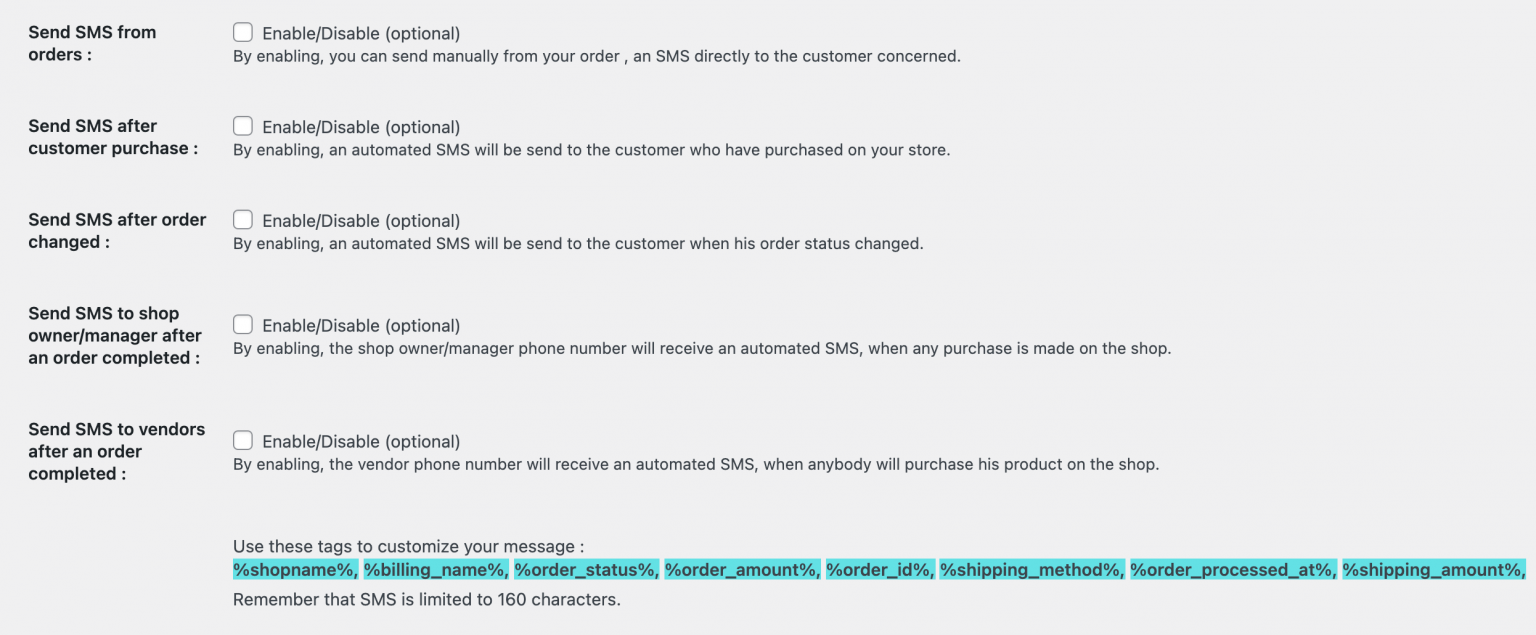 Send SMS from
orders :
Enable/Disable (optional)
By enabling, you can send manually from your order , an SMS directly to the customer concerned.
Send SMS after
customer purchase :
Enable/Disable (optional)
By enabling, an automated SMS will be send to the customer who have purchased on your store.
Send SMS after order
changed :
Enable/Disable (optional)
By enabling, an automated SMS will be send to the customer when his order status changed.
Send SMS to shop
owner/manager after
an order completed :
Enable/Disable (optional)
By enabling, the shop owner/manager phone number will receive an automated SMS, when any purchase is made on the shop.
Send SMS to vendors
after an order
completed :
Enable/Disable (optional)
By enabling, the vendor phone number will receive an automated SMS, when anybody will purchase his product on the shop.
Use these tags to customize your message :
%shopname%, %billing_name%, %order_status%, %order_amount%, %order_id%, %shipping_method%, %order_processed_at%, %shipping_amount%,
Remember that SMS is limited to 160 characters.